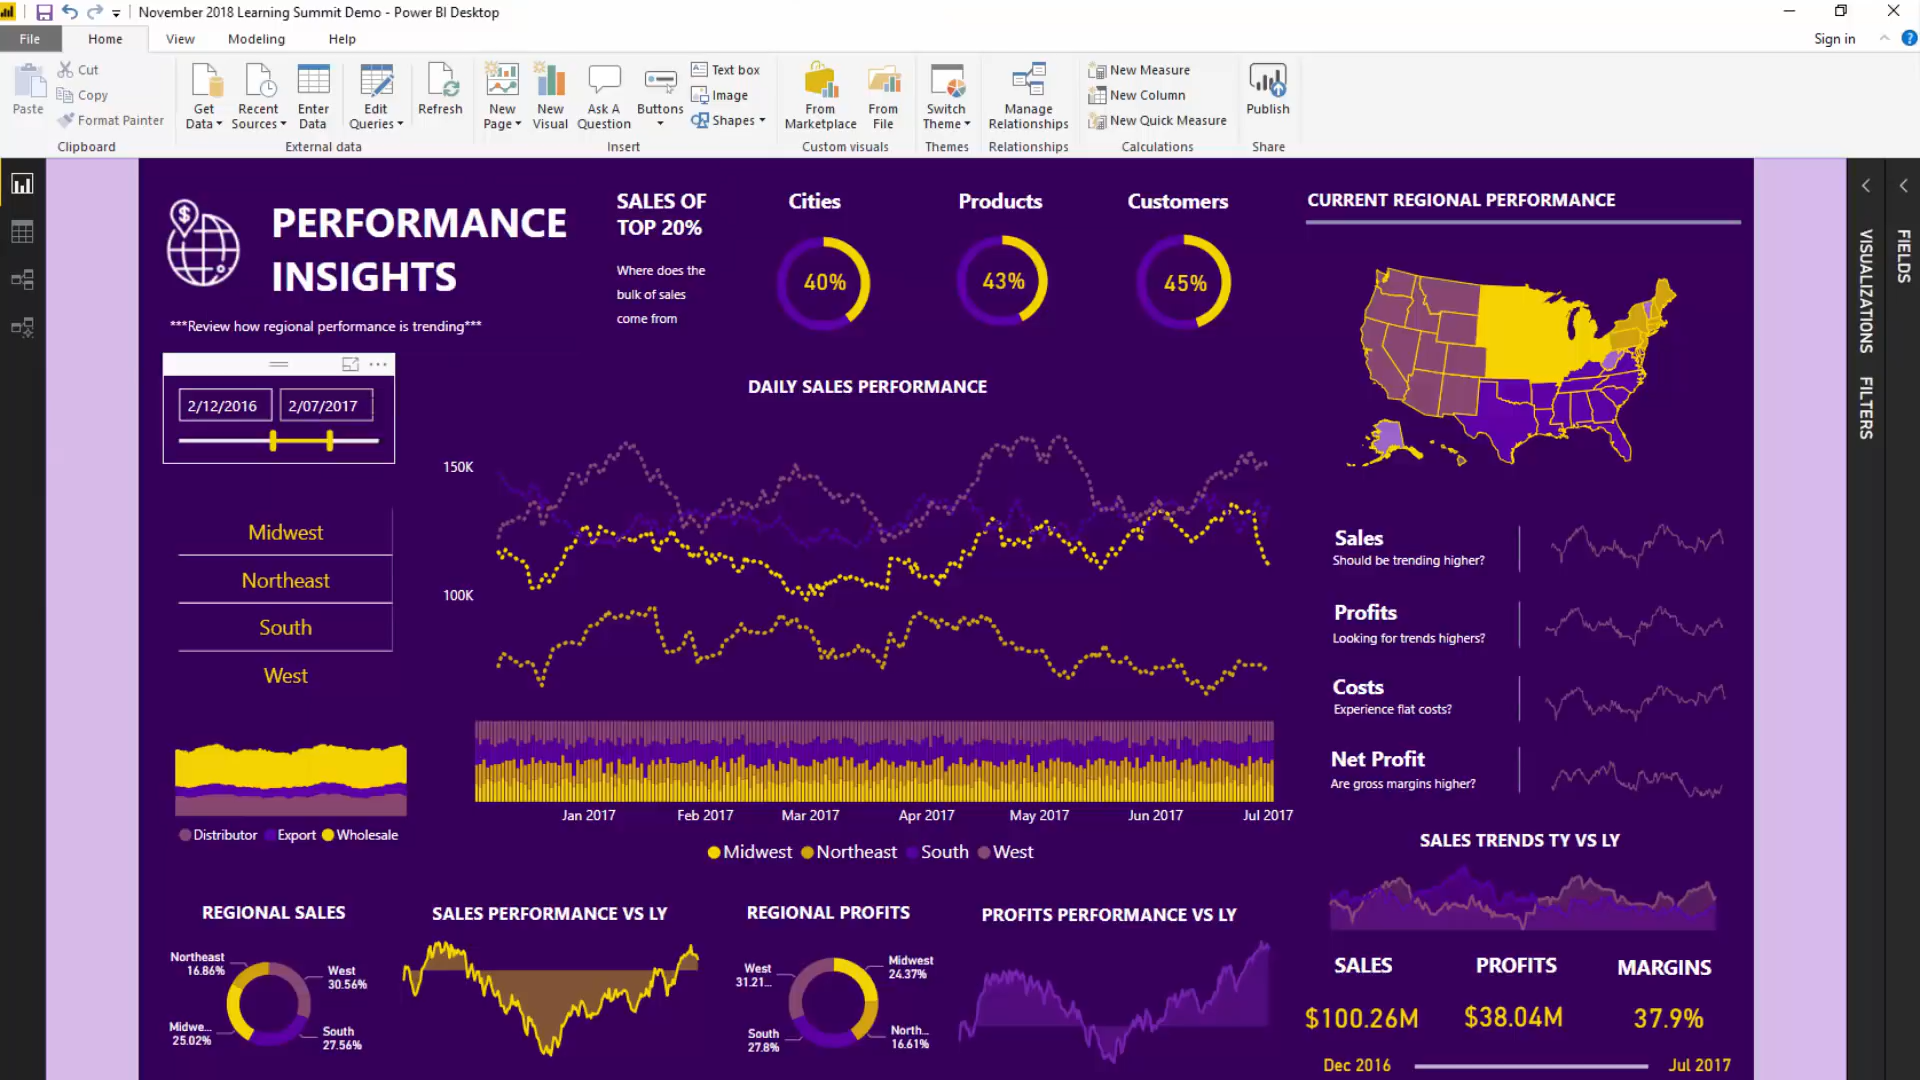 November 2018 Learning Summit Demo - Power BI Desktop
File
Home
View
Modeling
Help
Sign in
Paste
Cut
Copy
Format Painter
Clipboard
Get Data
Recent Sources
Enter Data
Edit Queries
Refresh
External data
New Page
New Visual
Ask A Question
Buttons
Text box
Image
Shapes
Insert
From Marketplace
From File
Custom visuals
Switch Theme
Themes
Manage Relationships
Relationships
New Measure
New Column
New Quick Measure
Calculations
Publish
Share
PERFORMANCE
INSIGHTS
***Review how regional performance is trending***
2/12/2016
2/07/2017
Midwest
Northeast
South
West
Distributor Export Wholesale
SALES OF
TOP 20%
Where does the
bulk of sales
come from
Cities
40%
Products
43%
Customers
45%
DAILY SALES PERFORMANCE
150K
100K
Jan 2017 Feb 2017 Mar 2017 Apr 2017 May 2017 Jun 2017 Jul 2017
Midwest Northeast South West
CURRENT REGIONAL PERFORMANCE
Sales
Should be trending higher?
Profits
Looking for trends highers?
Costs
Experience flat costs?
Net Profit
Are gross margins higher?
SALES TRENDS TY VS LY
REGIONAL SALES
Northeast
16.86%
West
30.56%
Midwe...
25.02%
South
27.56%
SALES PERFORMANCE VS LY
REGIONAL PROFITS
West
31.21...
Midwest
24.37%
South
27.8%
North...
16.61%
PROFITS PERFORMANCE VS LY
SALES
PROFITS
MARGINS
$100.26M
$38.04M
37.9%
Dec 2016
Jul 2017
VISUALIZATIONS
FILTERS
FIELDS